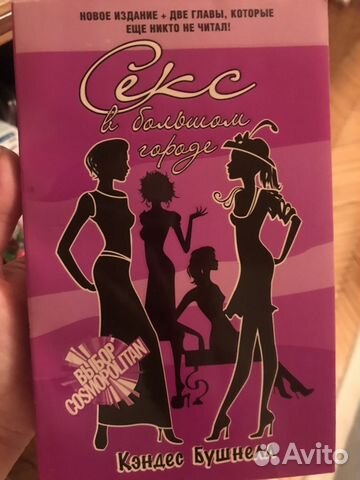 НОВОЕ ИЗДАНИЕ + ДВЕ ГЛАВЫ, КОТОРЫЕ
ЕЩЕ НИКТО НЕ ЧИТАЛ!
Секс
в большом
городе
ВЫБОР
COSMOPOLITAN
Кэндес Бушнелл
Avito